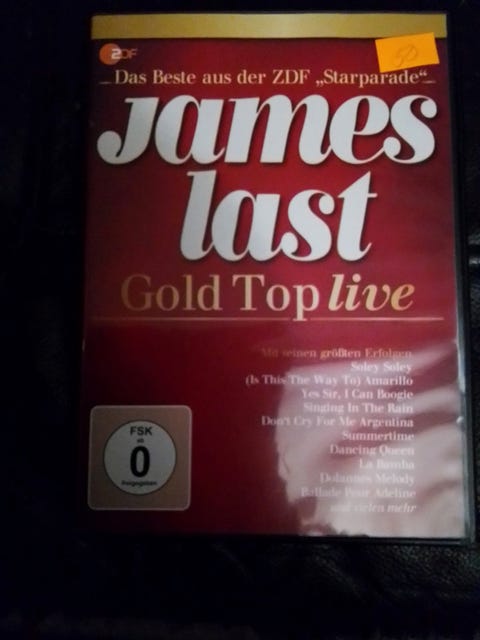 ZDF
50
Das Beste aus der ZDF „Starparade“
James
last
Gold Top live
Mit seinen größten Erfolgen
Soley Soley
(Is This The Way To) Amarillo
Yes Sir, I Can Boogie
Singing In The Rain
Don't Cry For Me Argentina
Summertime
Dancing Queen
La Bamba
Dolannes Melody
Ballade Pour Adeline
und vielen mehr
FSK
ab
0
freigegeben